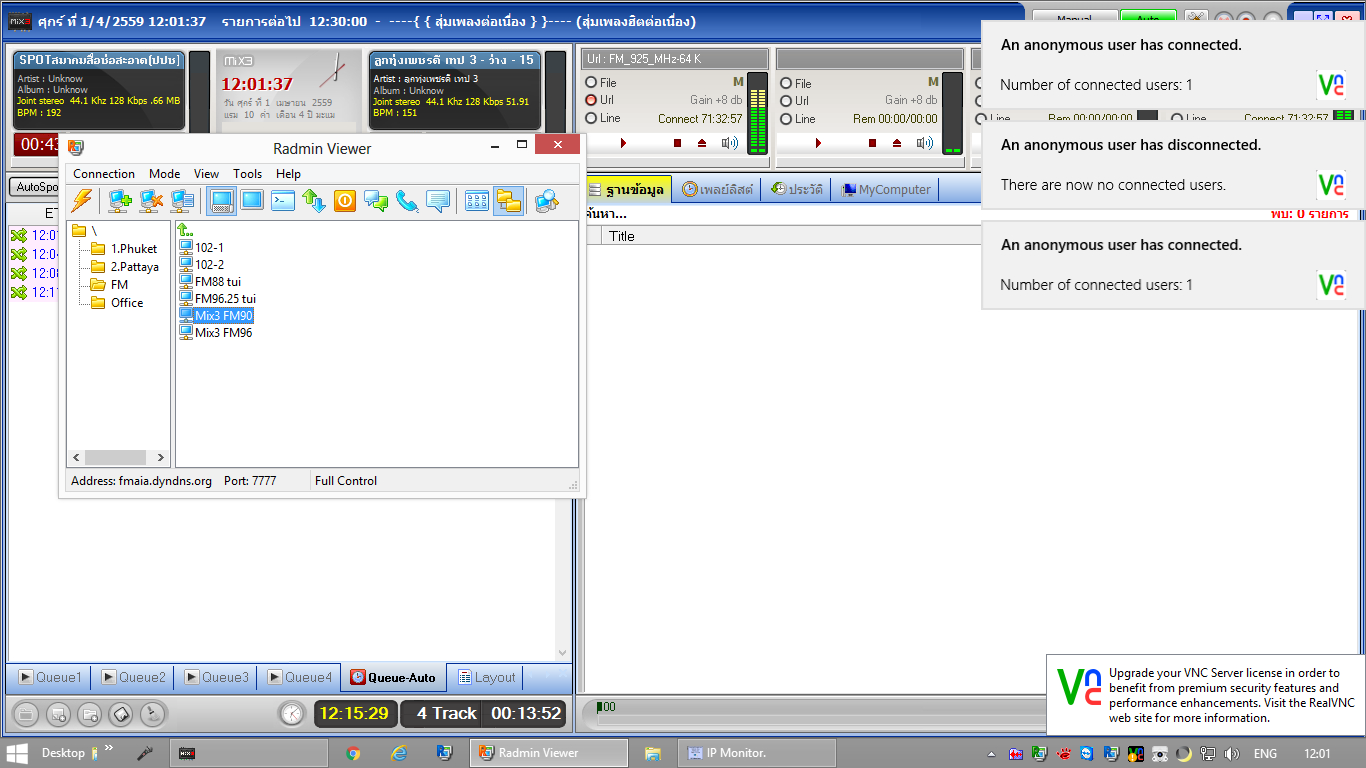 MiX ศุกร์ ที่ 1/4/2559 12:01:37 รายการต่อไป 12:30:00 - ----{ { สุ่มเพลงต่อเนื่อง } }---- (สุ่มเพลงฮิตต่อเนื่อง)
Manual Auto
SPOTสมาคมสื่อช่อสะอาด(ปปช)
Artist : Unknow
Album : Unknow
Joint stereo 44.1 Khz 128 Kbps .66 MB
BPM : 192
mix3
12:01:37
วัน ศุกร์ ที่ 1 เมษายน 2559
แรม 10 ค่ำ เดือน 4 ปี มะแม
ลูกทุ่งเพชรดี เทป 3 - ว่าง - 15
Artist : ลูกทุ่งเพชรดี เทป 3
Album : Unknow
Joint stereo 44.1 Khz 128 Kbps 51.91
BPM : 151
Url : FM_925_MHz-64 K
File M
Url Gain +8 db
Line Connect 71:32:57
File M
Url Gain +8 db
Line Rem 00:00/00:00
Line Rem 00:00/00:00
Line Connect 71:32:57
An anonymous user has connected.
Number of connected users: 1
An anonymous user has disconnected.
There are now no connected users.
An anonymous user has connected.
Number of connected users: 1
00:43
AutoSpo
12:0
12:04
12:08
12:1
Radmin Viewer
Connection Mode View Tools Help
\
1.Phuket
2.Pattaya
FM
Office
102-1
102-2
FM88 tui
FM96.25 tui
Mix3 FM90
Mix3 FM96
Address: fmaia.dyndns.org Port: 7777 Full Control
ฐานข้อมูล เพลย์ลิสต์ ประวัติ MyComputer
ค้นหา... พบ: 0 รายการ
Title
Queue1 Queue2 Queue3 Queue4 Queue-Auto Layout
12:15:29 4 Track 00:13:52
00
Upgrade your VNC Server license in order to
benefit from premium security features and
performance enhancements. Visit the RealVNC
web site for more information.
Desktop » MiX Radmin Viewer IP Monitor. ENG 12:01